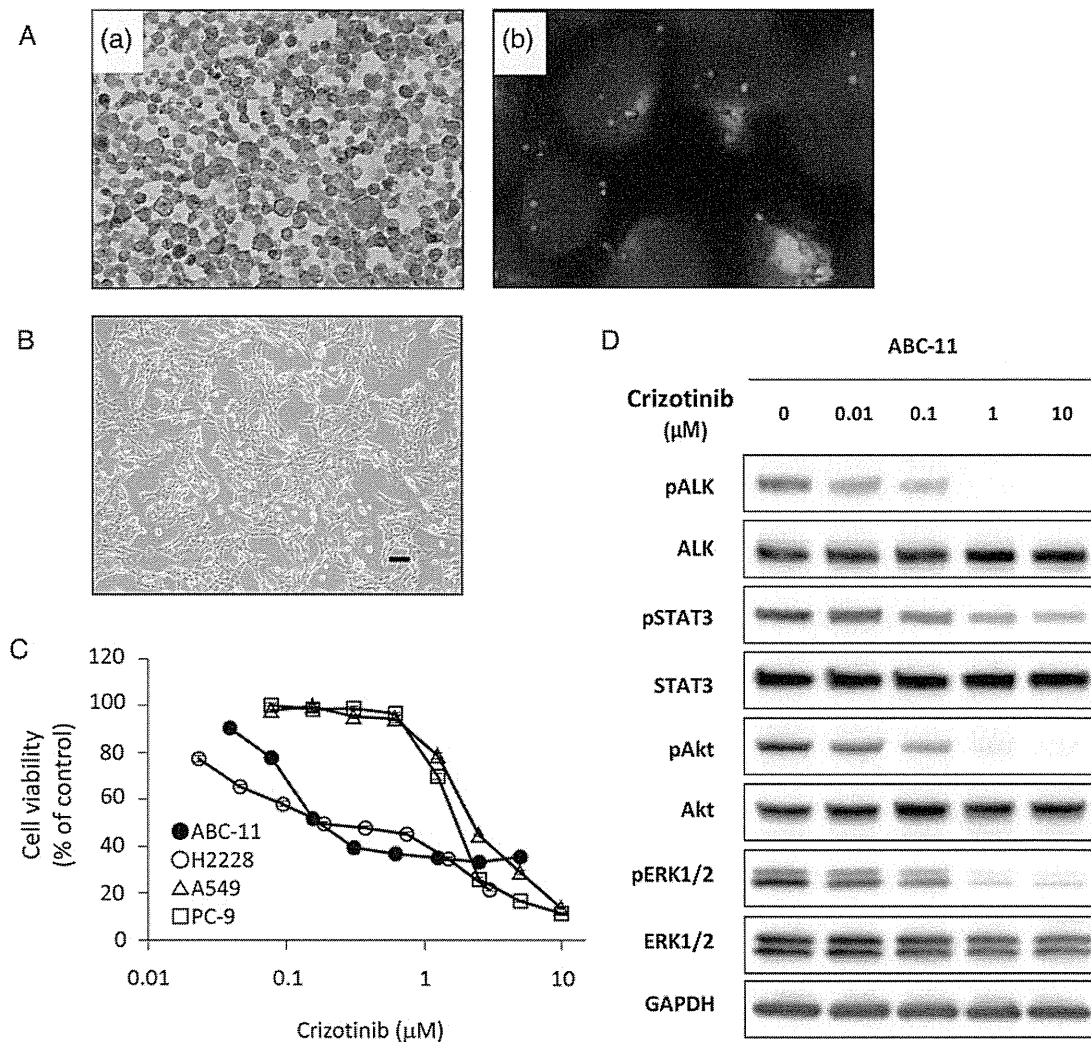 A
(a)
(b)
B
C
120
100
80
60
40
20
0
Cell viability
(% of control)
ABC-11
H2228
A549
PC-9
0.01
0.1
1
10
Crizotinib (μM)
D
ABC-11
Crizotinib
(μM)
0 0.01 0.1 1 10
pALK
ALK
pSTAT3
STAT3
pAkt
Akt
pERK1/2
ERK1/2
GAPDH